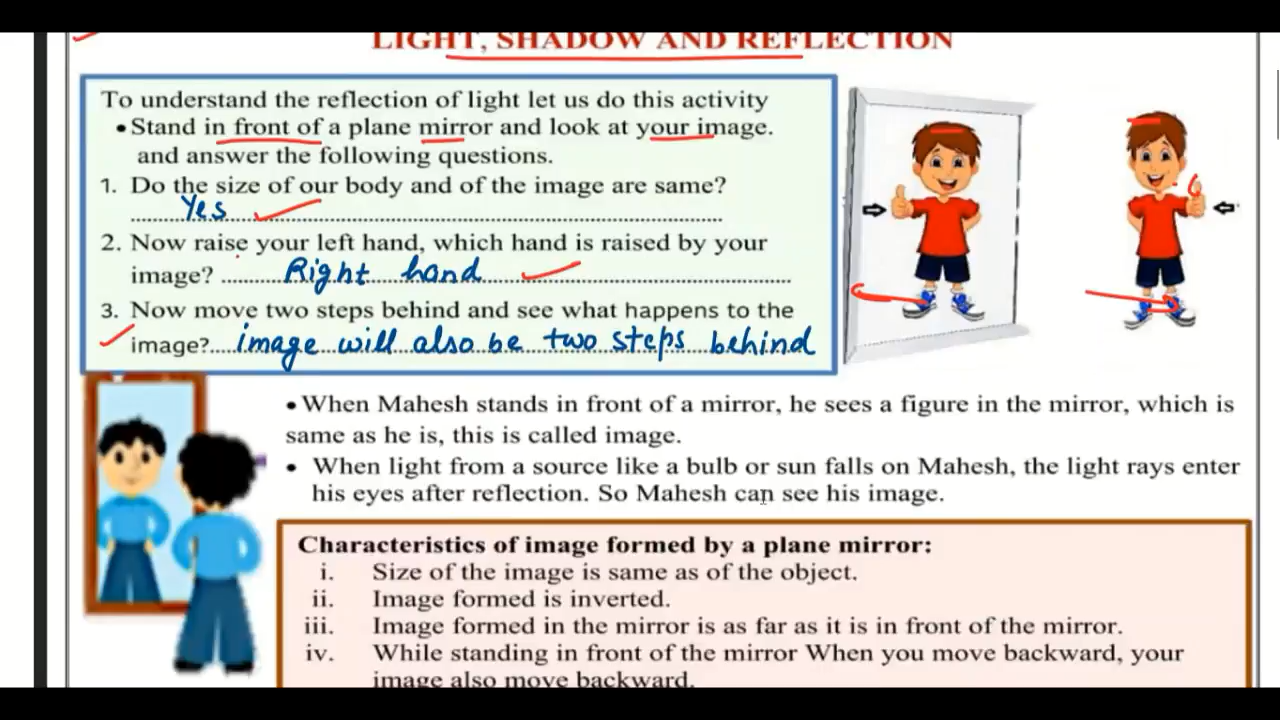 LIGHT, SHADOW AND REFLECTION
To understand the reflection of light let us do this activity
• Stand in front of a plane mirror and look at your image.
and answer the following questions.
1. Do the size of our body and of the image are same?
Yes
2. Now raise your left hand, which hand is raised by your
image? Right hand
3. Now move two steps behind and see what happens to the
image? image will also be two steps behind
• When Mahesh stands in front of a mirror, he sees a figure in the mirror, which is
same as he is, this is called image.
• When light from a source like a bulb or sun falls on Mahesh, the light rays enter
his eyes after reflection. So Mahesh can see his image.
Characteristics of image formed by a plane mirror:
i. Size of the image is same as of the object.
ii. Image formed is inverted.
iii. Image formed in the mirror is as far as it is in front of the mirror.
iv. While standing in front of the mirror When you move backward, your
image also move backward.